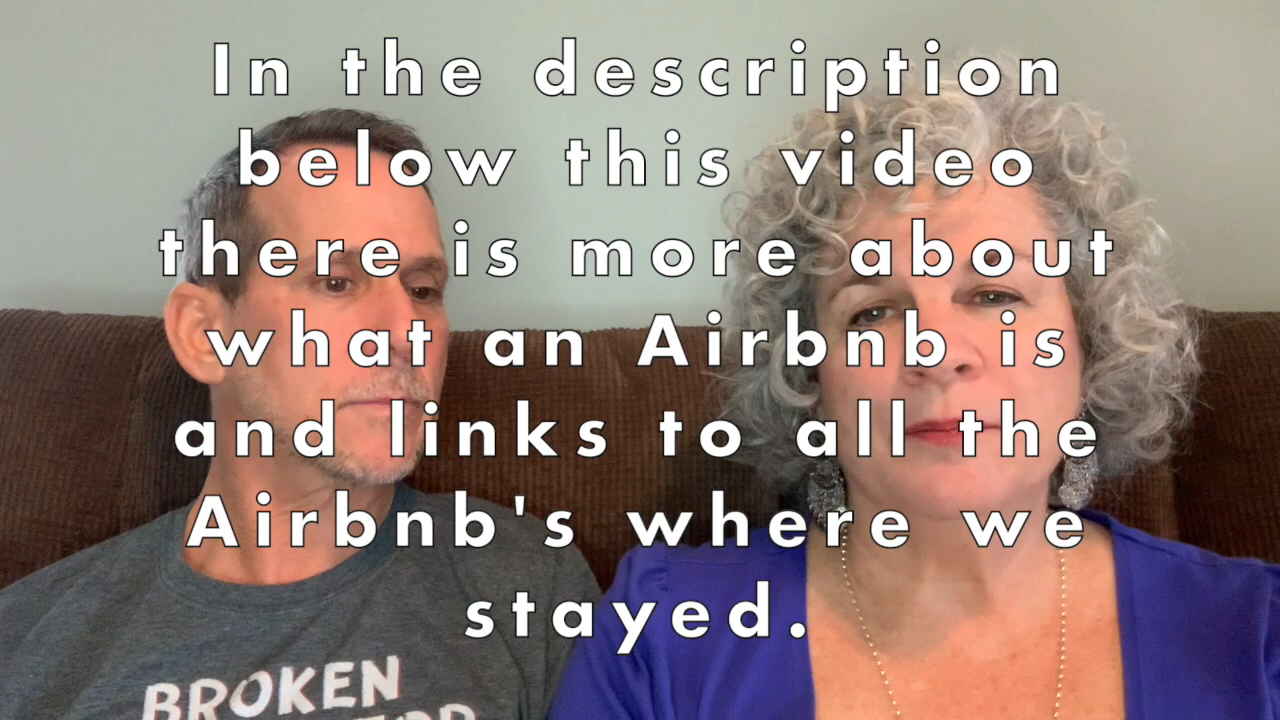 In the description
below this video
there is more about
what an Airbnb is
and links to all the
Airbnb's where we
stayed.
BROKEN